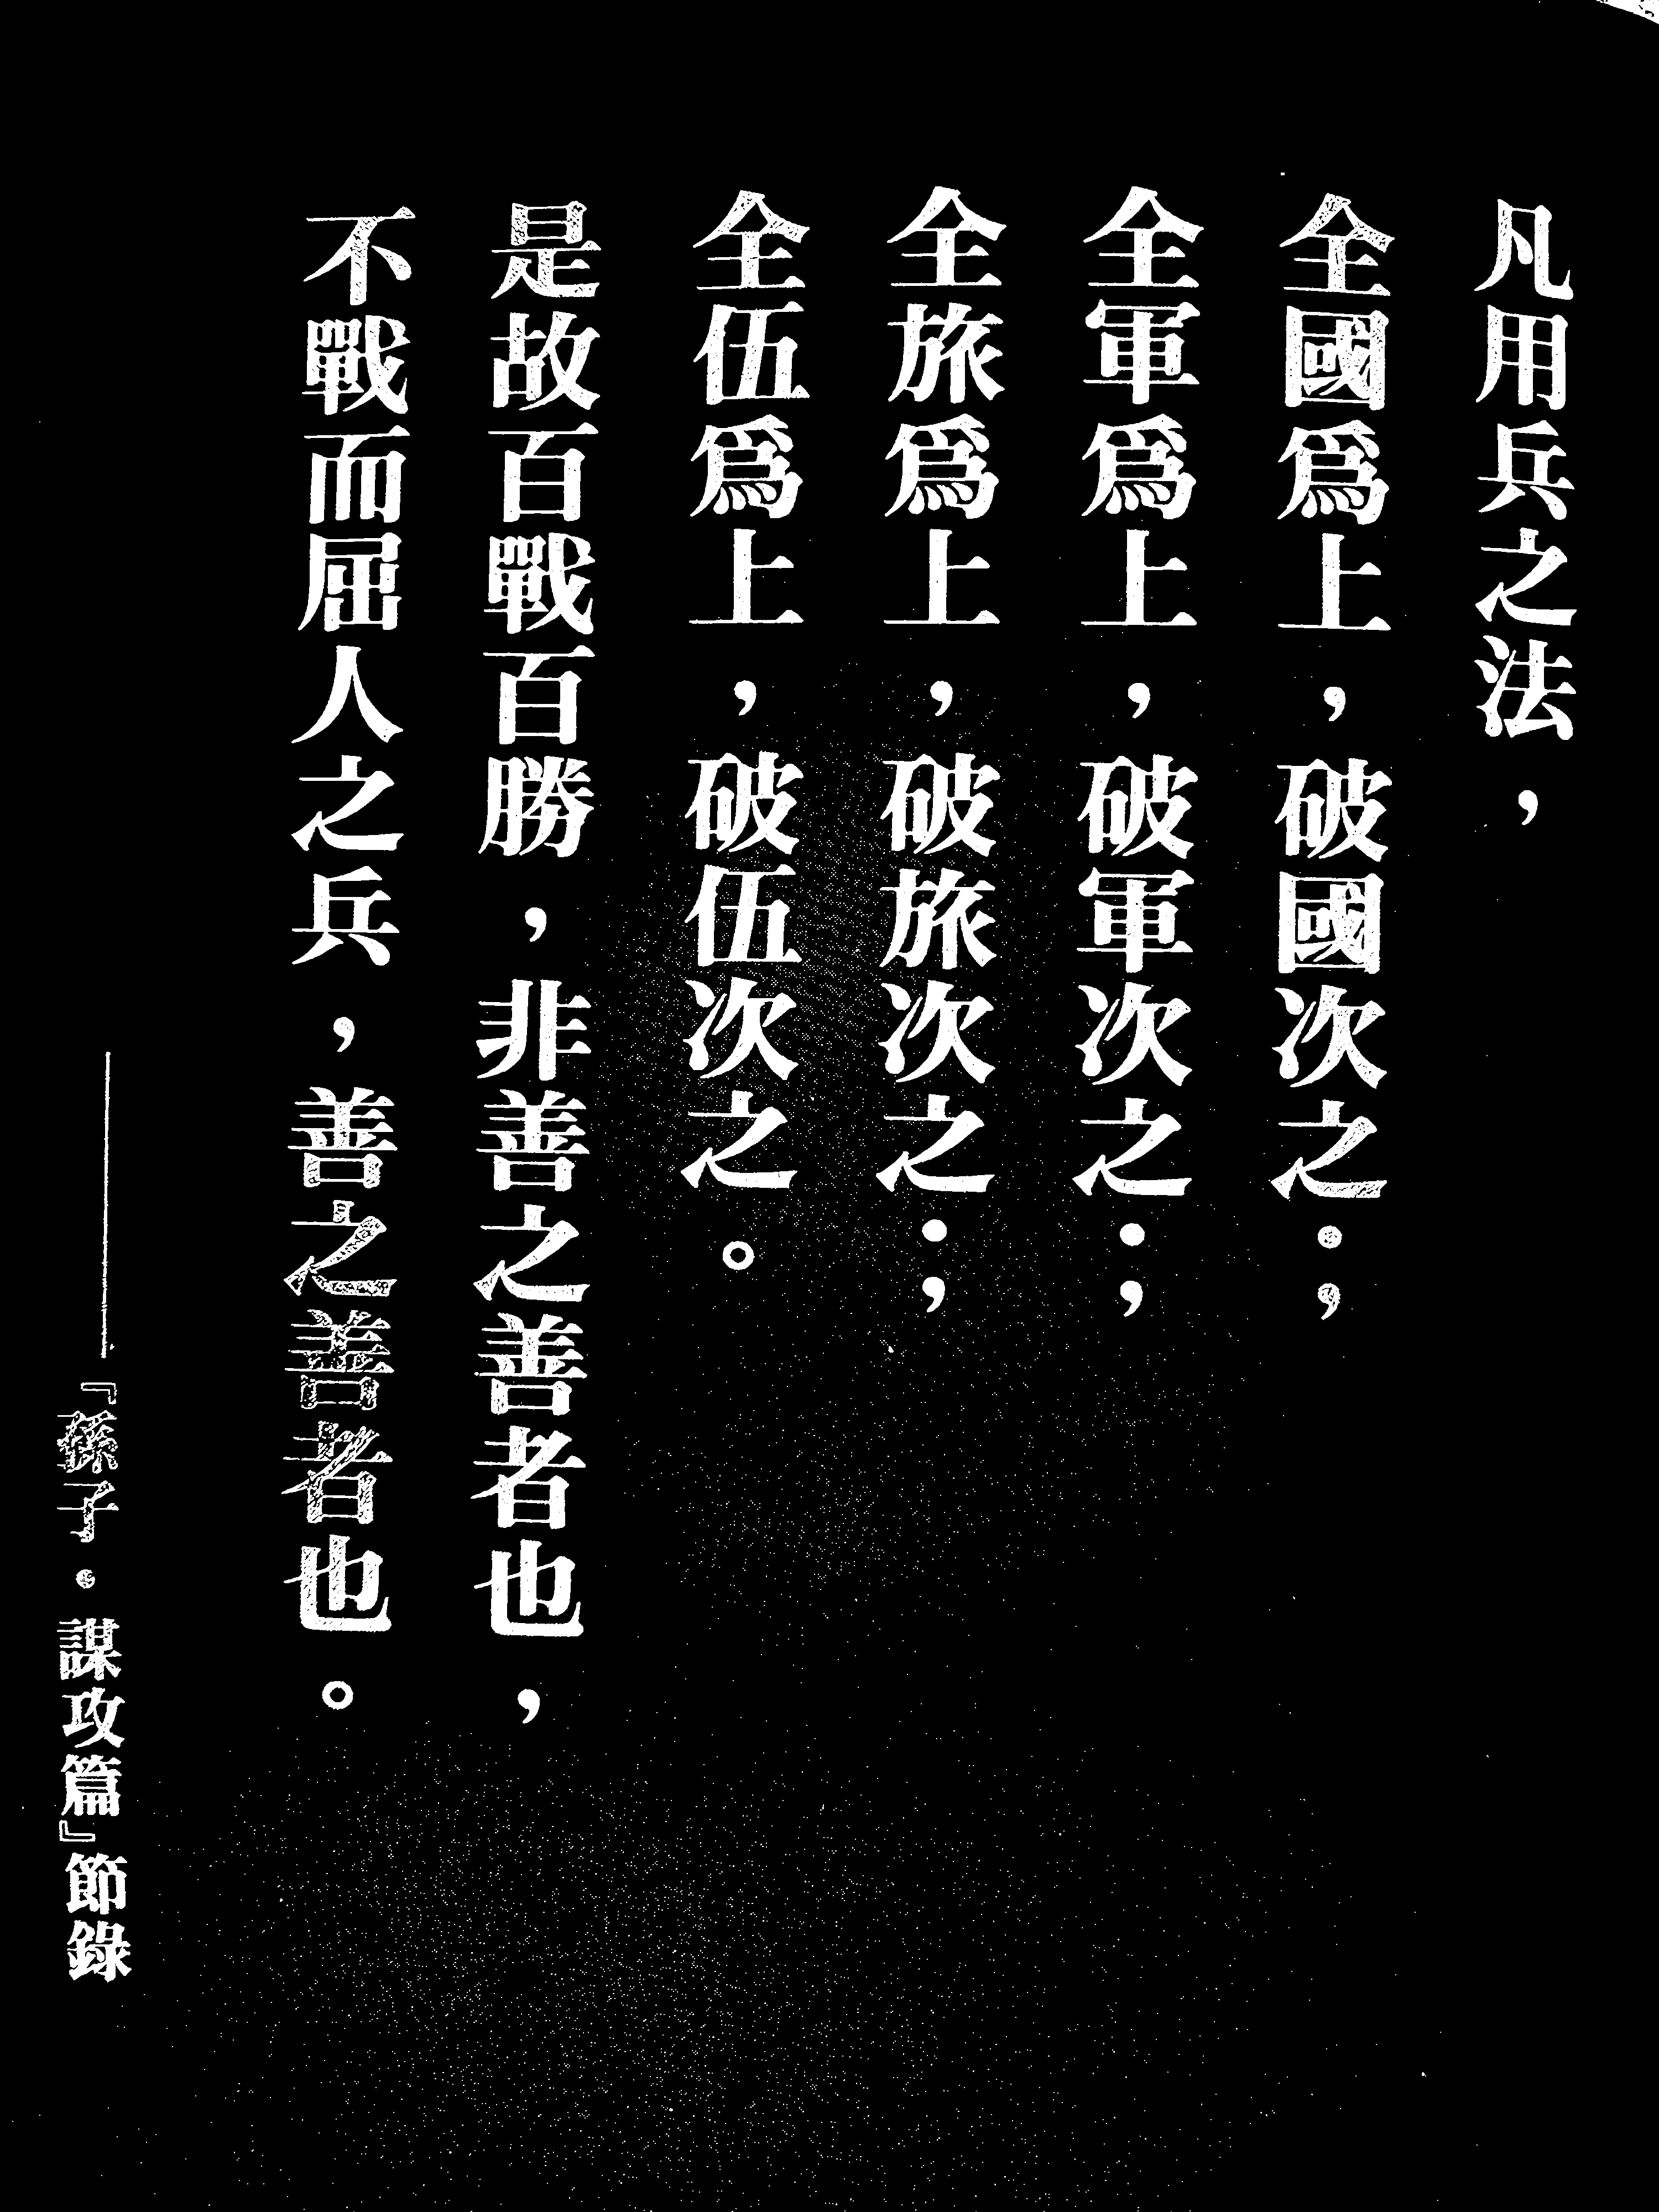 凡用兵之法，
全國爲上，破國次之；
全軍爲上，破軍次之；
全旅爲上，破旅次之；
全伍爲上，破伍次之。
是故百戰百勝，非善之善者也，
不戰而屈人之兵，善之善者也。
——『孫子·謀攻篇』節錄